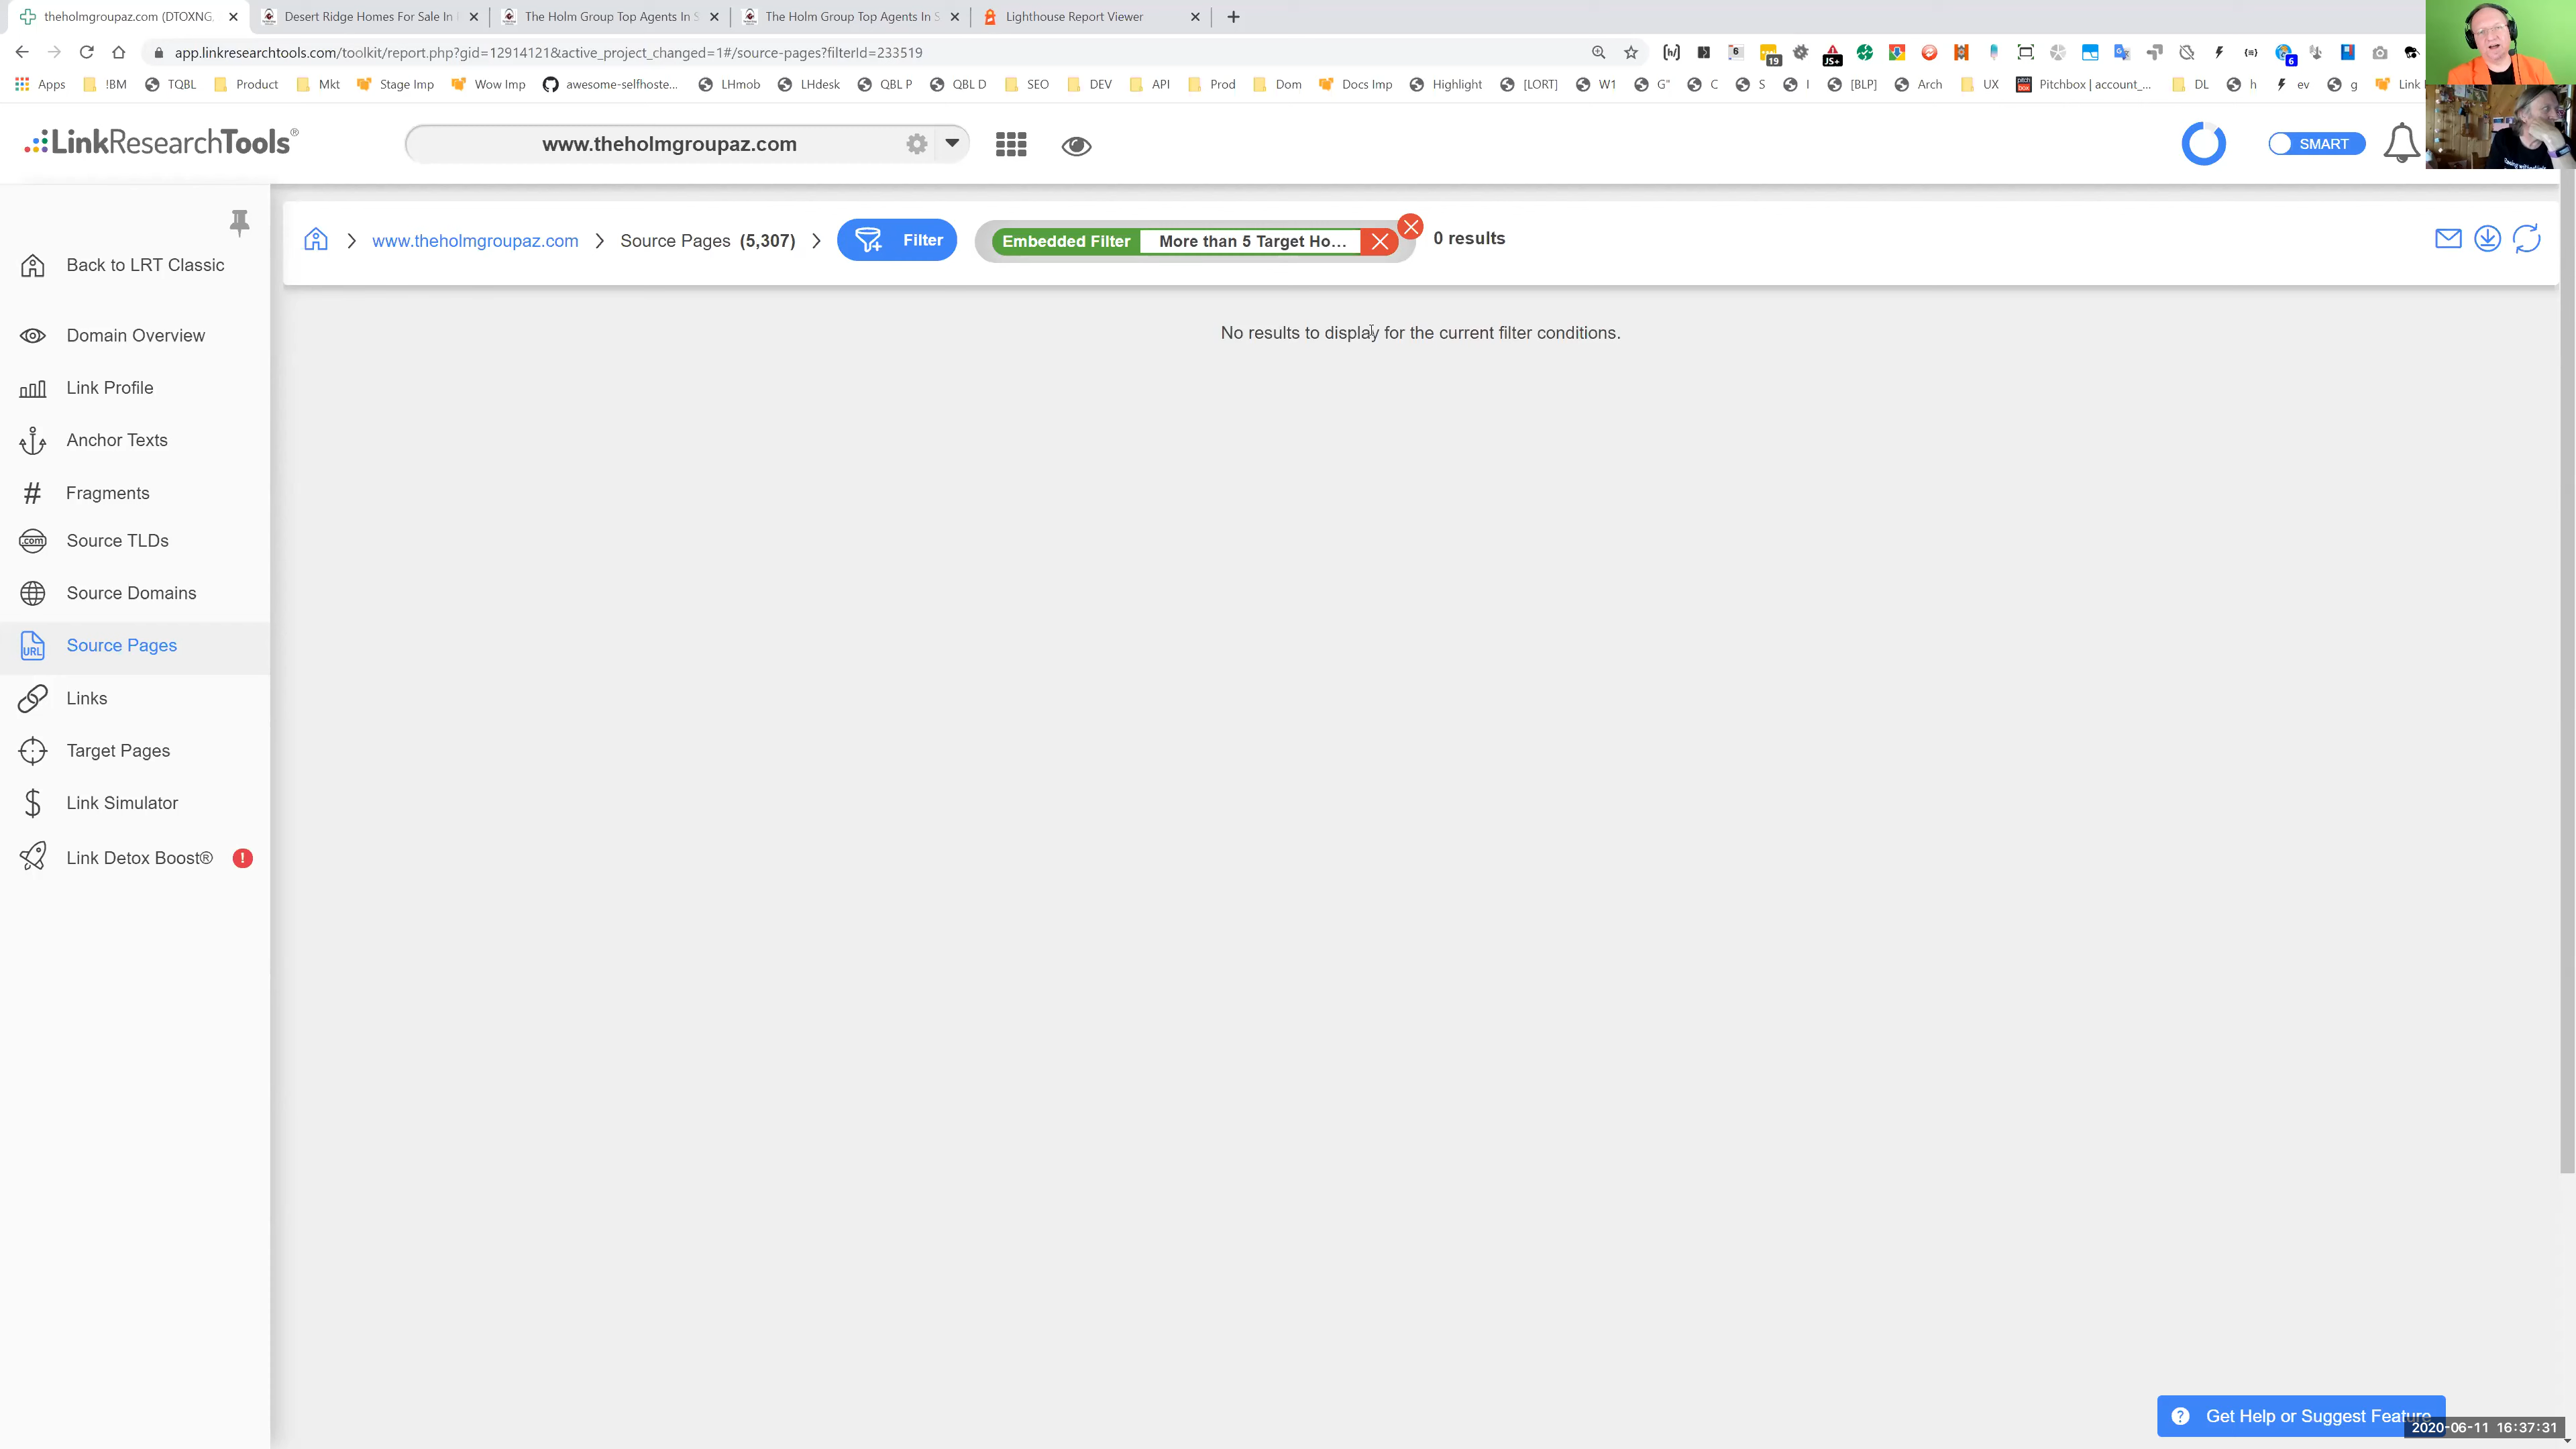 theholmgroupaz.com (DTOXNG
Desert Ridge Homes For Sale In
The Holm Group Top Agents In S
The Holm Group Top Agents In S
Lighthouse Report Viewer
app.linkresearchtools.com/toolkit/report.php?gid=12914121&active_project_changed=1#/source-pages?filterId=233519
Apps
!BM
TQBL
Product
Mkt
Stage Imp
Wow Imp
awesome-selfhoste...
LHmob
LHdesk
QBL P
QBL D
SEO
DEV
API
Prod
Dom
Docs Imp
Highlight
[LORT]
W1
G"
C
S
I
[BLP]
Arch
UX
Pitchbox | account_...
DL
h
ev
g
Link
LinkResearchTools®
www.theholmgroupaz.com
SMART
www.theholmgroupaz.com
Source Pages (5,307)
Filter
Embedded Filter
More than 5 Target Ho...
0 results
No results to display for the current filter conditions.
Back to LRT Classic
Domain Overview
Link Profile
Anchor Texts
# Fragments
.com Source TLDs
Source Domains
URL Source Pages
Links
Target Pages
$ Link Simulator
Link Detox Boost® !
? Get Help or Suggest Feature
2020-06-11 16:37:31